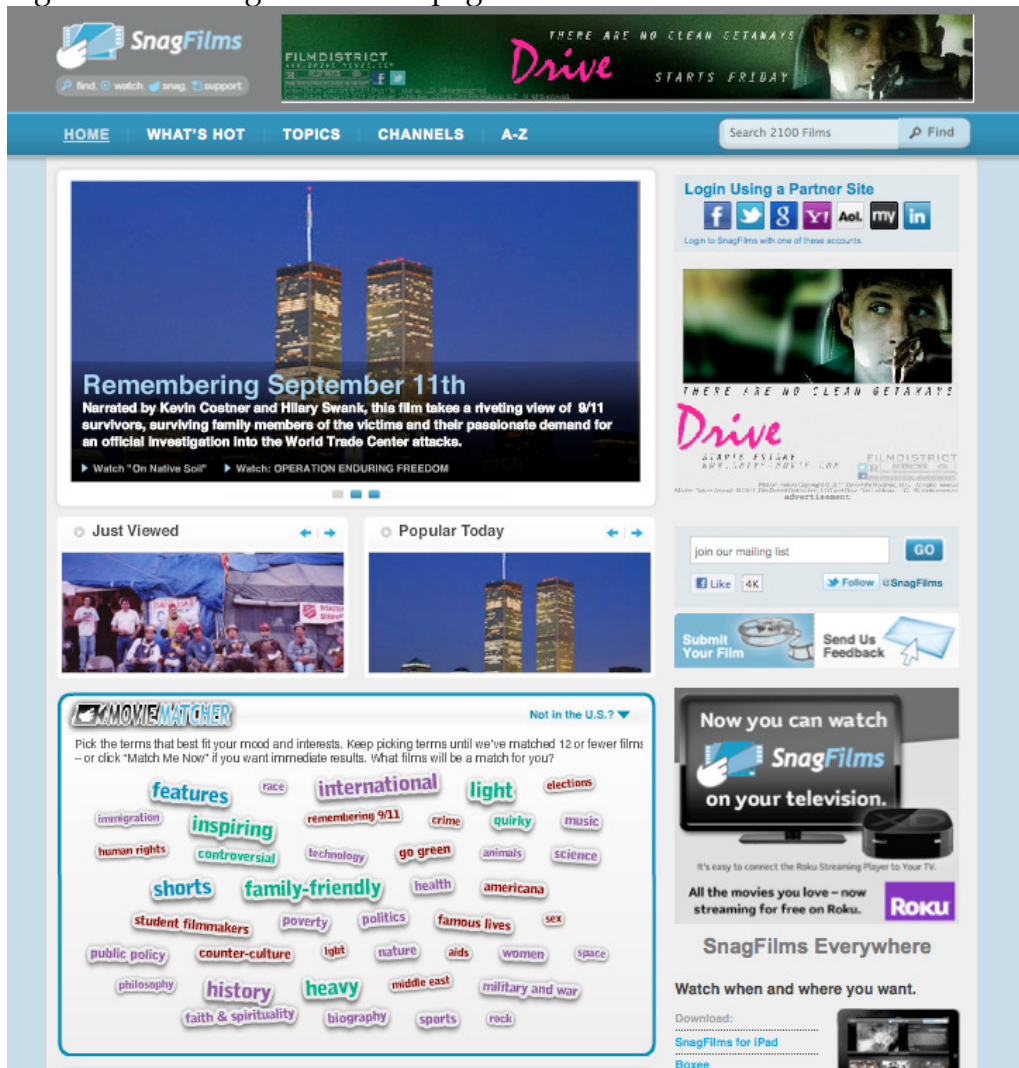 SnagFilms
find. watch. snag. support.
FILMDISTRICT
THERE ARE NO CLEAN GETAWAYS
Drive
STARTS FRIDAY
HOME
WHAT'S HOT
TOPICS
CHANNELS
A-Z
Search 2100 Films
Find
Remembering September 11th
Narrated by Kevin Costner and Hilary Swank, this film takes a riveting view of 9/11
survivors, surviving family members of the victims and their passionate demand for
an official investigation into the World Trade Center attacks.
Watch "On Native Soil" Watch: OPERATION ENDURING FREEDOM
Login Using a Partner Site
f
8
Y!
Aol.
my
in
Login to SnagFilms with one of these accounts.
THERE ARE NO CLEAN GETAWAYS
Drive
STARTS FRIDAY
WWW.DRIVE-MOVIE.COM
FILMDISTRICT
advertisement
Just Viewed
Popular Today
join our mailing list
GO
Like 4K
Follow @SnagFilms
Submit
Your Film
Send Us
Feedback
MOVIEMATCHER
Not in the U.S.?
Pick the terms that best fit your mood and interests. Keep picking terms until we've matched 12 or fewer films
– or click "Match Me Now" if you want immediate results. What films will be a match for you?
features race international light elections
immigration inspiring remembering 9/11 crime quirky music
human rights controversial technology go green animals science
shorts family-friendly health americana
student filmmakers poverty politics famous lives sex
public policy counter-culture lgbt nature aids women space
philosophy history heavy middle east military and war
faith & spirituality biography sports rock
Now you can watch
SnagFilms
on your television.
It's easy to connect the Roku Streaming Player to Your TV.
All the movies you love – now
streaming for free on Roku.
ROKU
SnagFilms Everywhere
Watch when and where you want.
Download:
SnagFilms for iPad
Boxee